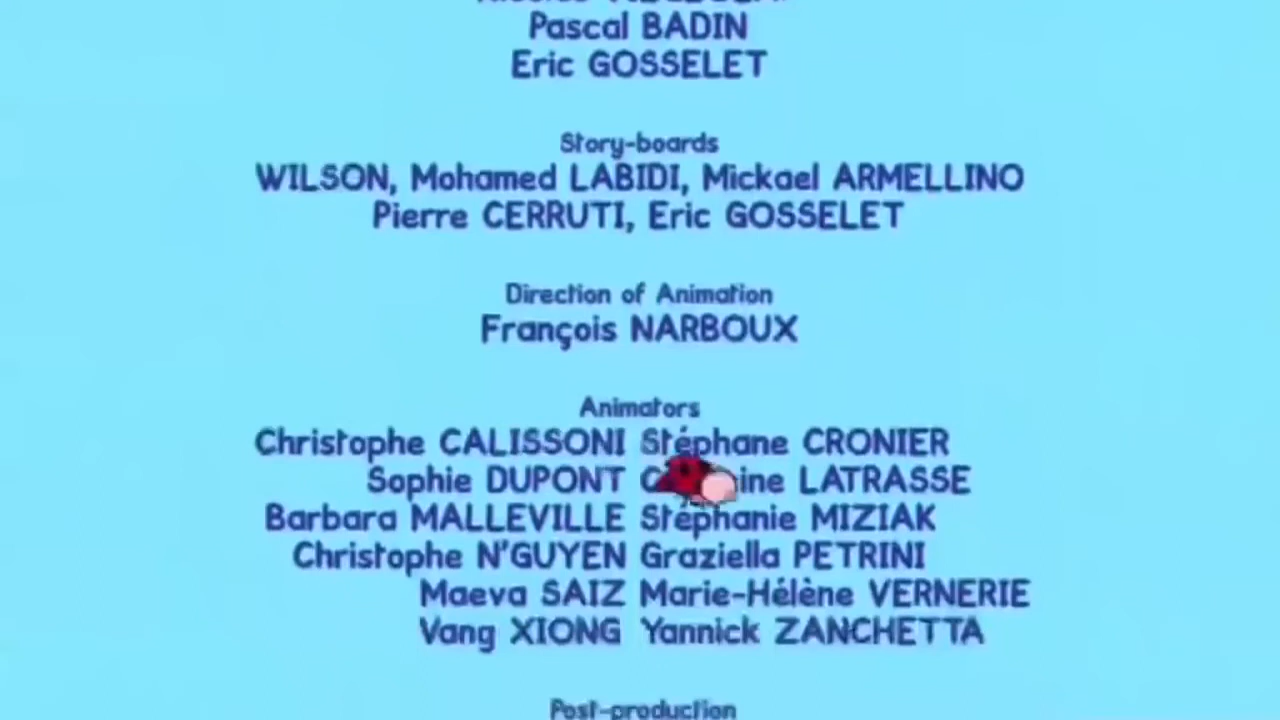 Pascal BADIN
Eric GOSSELET
Story-boards
WILSON, Mohamed LABIDI, Mickael ARMELLINO
Pierre CERRUTI, Eric GOSSELET
Direction of Animation
François NARBOUX
Animators
Christophe CALISSONI Stéphane CRONIER
Sophie DUPONT LATRASSE
Barbara MALLEVILLE Stéphanie MIZIAK
Christophe N'GUYEN Graziella PETRINI
Maeva SAIZ Marie-Hélène VERNERIE
Vang XIONG Yannick ZANCHETTA
Post-production